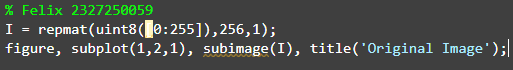 % Felix 2327250059
I = repmat(uint8([0:255]),256,1);
figure, subplot(1,2,1), subimage(I), title('Original Image');